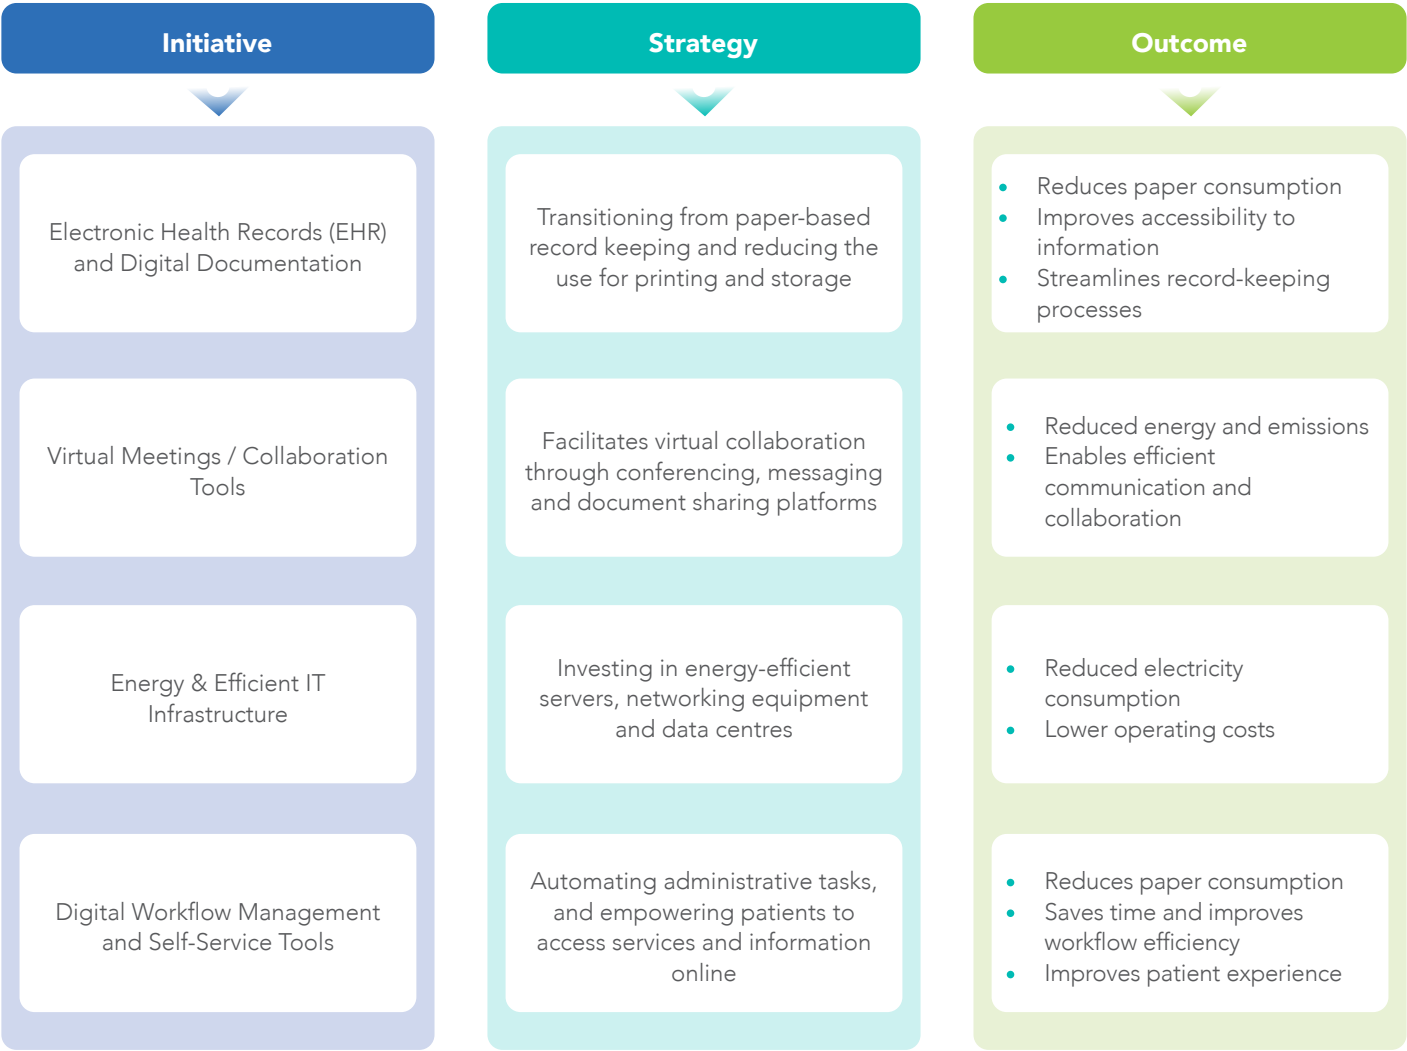 Initiative
Strategy
Outcome
Electronic Health Records (EHR)
and Digital Documentation
Transitioning from paper-based
record keeping and reducing the
use for printing and storage
• Reduces paper consumption
• Improves accessibility to
information
• Streamlines record-keeping
processes
Virtual Meetings / Collaboration
Tools
Facilitates virtual collaboration
through conferencing, messaging
and document sharing platforms
• Reduced energy and emissions
• Enables efficient
communication and
collaboration
Energy & Efficient IT
Infrastructure
Investing in energy-efficient
servers, networking equipment
and data centres
• Reduced electricity
consumption
• Lower operating costs
Digital Workflow Management
and Self-Service Tools
Automating administrative tasks,
and empowering patients to
access services and information
online
• Reduces paper consumption
• Saves time and improves
workflow efficiency
• Improves patient experience